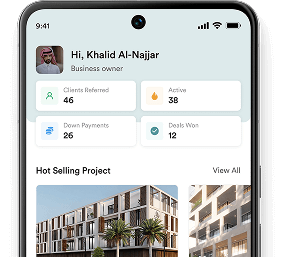 9:41
Hi, Khalid Al-Najjar
Business owner
Clients Referred
46
Active
38
Down Payments
26
Deals Won
12
Hot Selling Project
View All